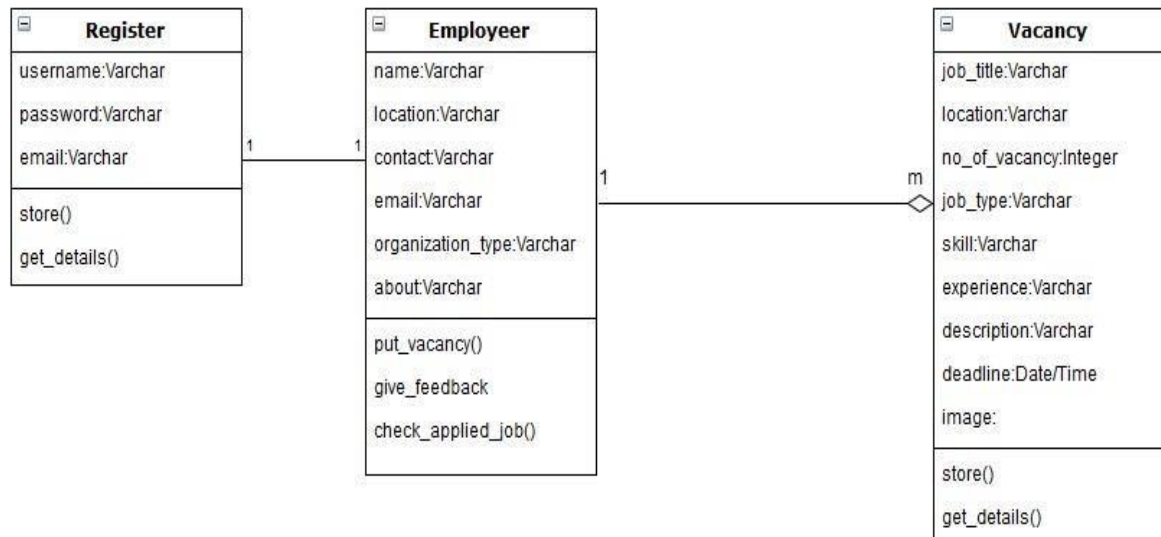 Register
username:Varchar
password:Varchar
email:Varchar
store()
get_details()
1
1
Employeer
name:Varchar
location:Varchar
contact:Varchar
email:Varchar
organization_type:Varchar
about:Varchar
put_vacancy()
give_feedback
check_applied_job()
1
m
Vacancy
job_title:Varchar
location:Varchar
no_of_vacancy:Integer
job_type:Varchar
skill:Varchar
experience:Varchar
description:Varchar
deadline:Date/Time
image:
store()
get_details()